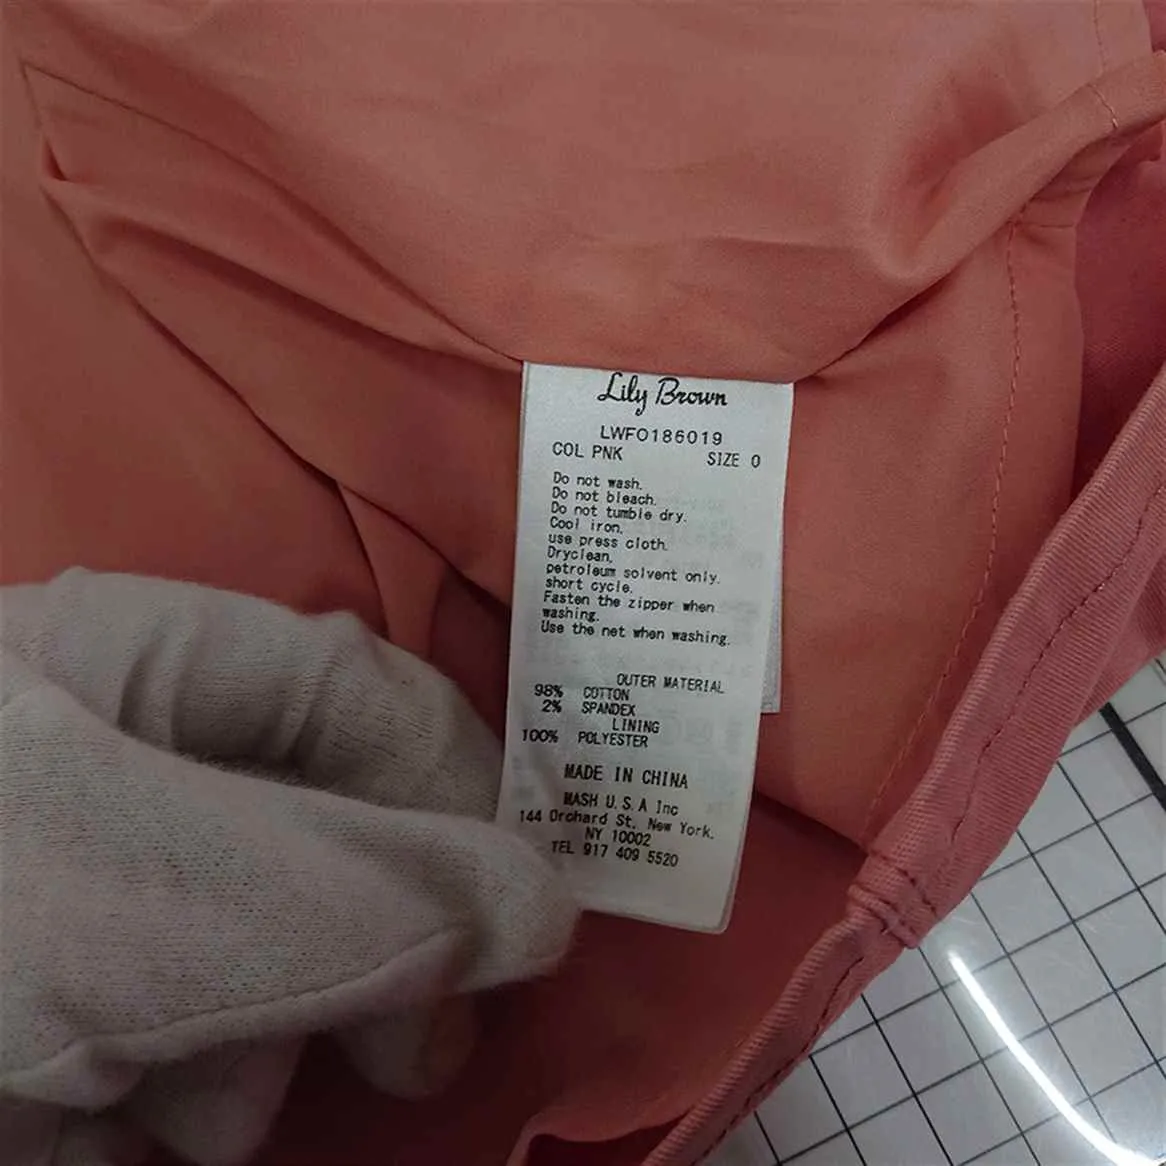 Lily Brown
LWFO186019
COL PNK SIZE 0
Do not wash.
Do not bleach.
Do not tumble dry.
Cool iron,
use press cloth.
Dryclean,
petroleum solvent only.
short cycle,
Fasten the zipper when
washing.
Use the net when washing.
OUTER MATERIAL
98% COTTON
2% SPANDEX
LINING
100% POLYESTER
MADE IN CHINA
MASH U.S.A Inc
144 Orchard St, New York.
NY 10002
TEL 917 409 5520